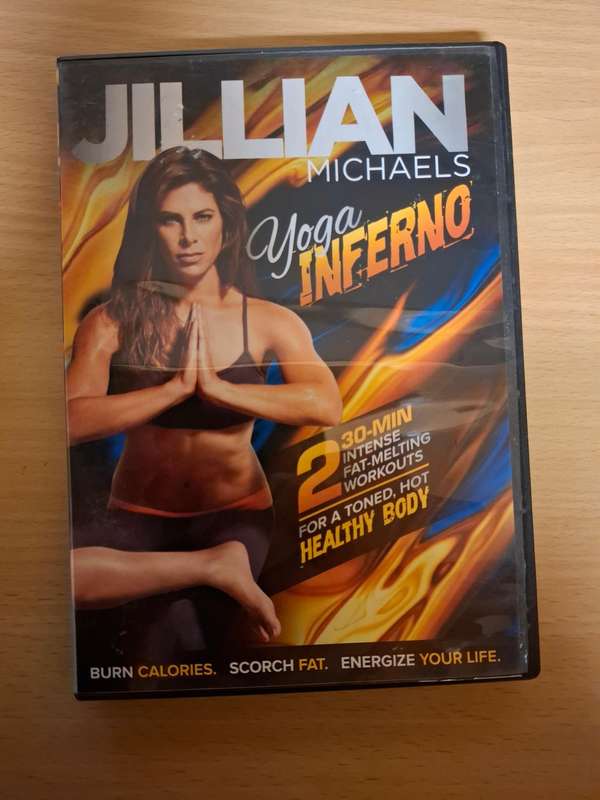 JILLIAN
MICHAELS
Yoga
INFERNO
2 30-MIN
INTENSE
FAT-MELTING
WORKOUTS
FOR A TONED, HOT
HEALTHY BODY
BURN CALORIES. SCORCH FAT. ENERGIZE YOUR LIFE.